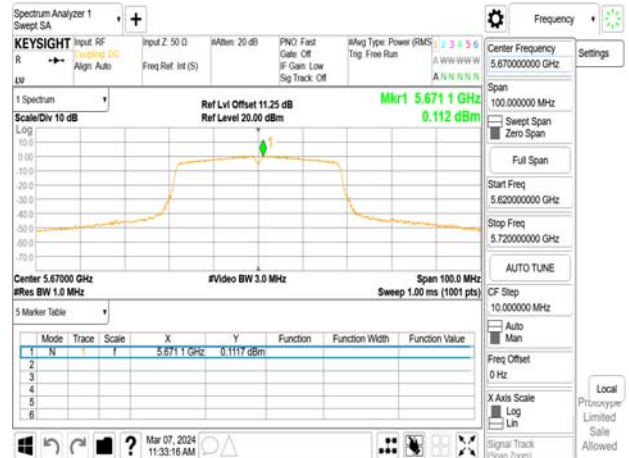 Spectrum Analyzer 1
Swept SA
+
Frequency
KEYSIGHT Input: RF Input Z: 50 Ω #Atten: 20 dB PNO: Fast #Avg Type: Power (RMS 1 2 3 4 5 6
R Coupling: DC Gate: Off Trig: Free Run A W W W W W
Align: Auto Freq Ref: Int (S) IF Gain: Low
Sig Track: Off A N N N N N
LU
1 Spectrum
Ref Lvl Offset 11.25 dB Mkr1 5.671 1 GHz
Scale/Div 10 dB Ref Level 20.00 dBm 0.112 dBm
Log
10.0
0.00
-10.0
-20.0
-30.0
-40.0
-50.0
-60.0
-70.0
1
Center 5.67000 GHz #Video BW 3.0 MHz Span 100.0 MHz
#Res BW 1.0 MHz Sweep 1.00 ms (1001 pts)
5 Marker Table
Mode Trace Scale X Y Function Function Width Function Value
1 N 1 f 5.671 1 GHz 0.1117 dBm
2
3
4
5
6
Mar 07, 2024
11:33:16 AM
?
Center Frequency
5.670000000 GHz
Settings
Span
100.000000 MHz
Swept Span
Zero Span
Full Span
Start Freq
5.620000000 GHz
Stop Freq
5.720000000 GHz
AUTO TUNE
CF Step
10.000000 MHz
Auto
Man
Freq Offset
0 Hz
X Axis Scale
Log
Lin
Signal Track
(Span Zoom)
Local
Prototype
Limited
Sale
Allowed